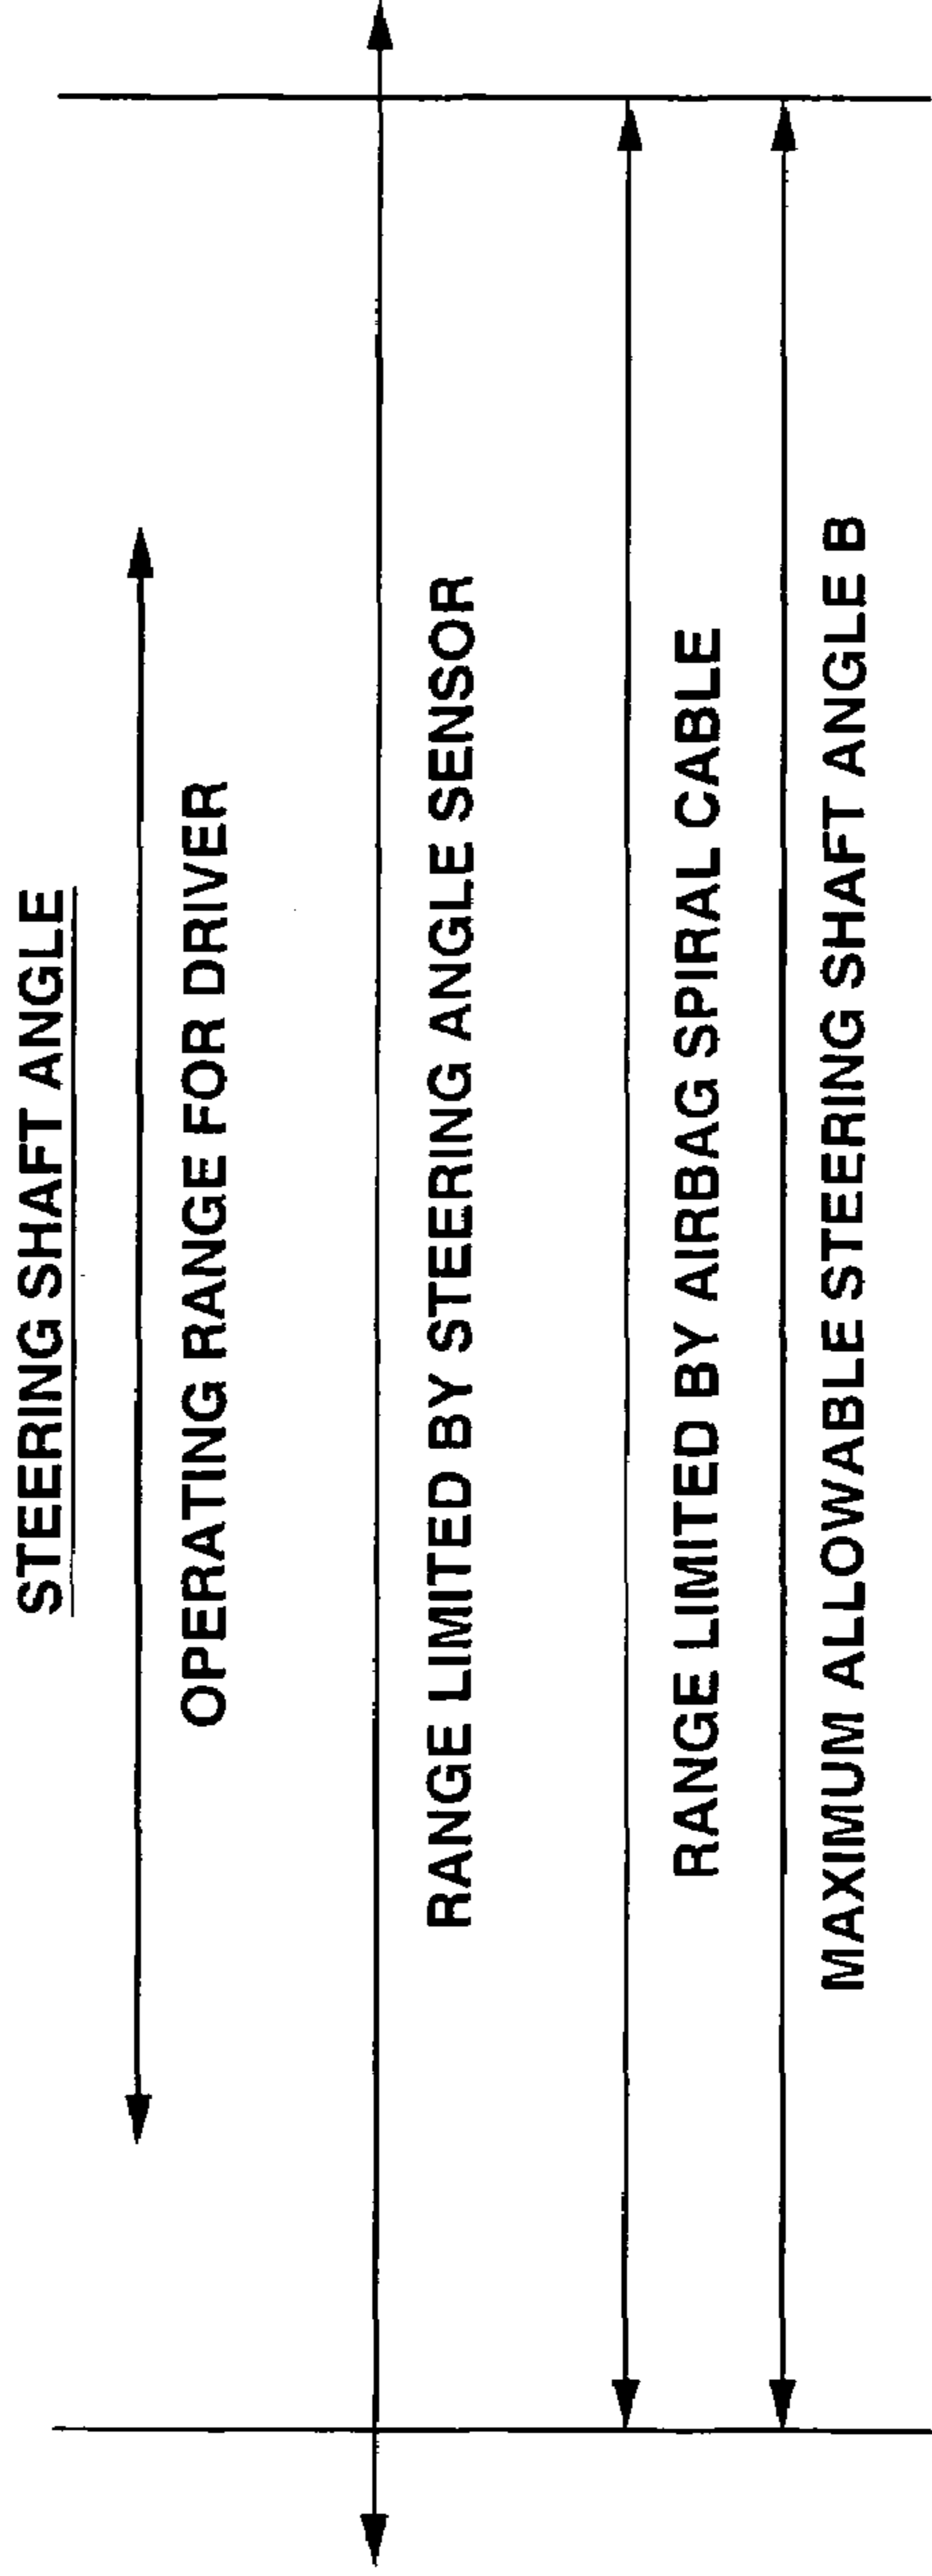 STEERING SHAFT ANGLE
OPERATING RANGE FOR DRIVER
RANGE LIMITED BY STEERING ANGLE SENSOR
RANGE LIMITED BY AIRBAG SPIRAL CABLE
MAXIMUM ALLOWABLE STEERING SHAFT ANGLE B